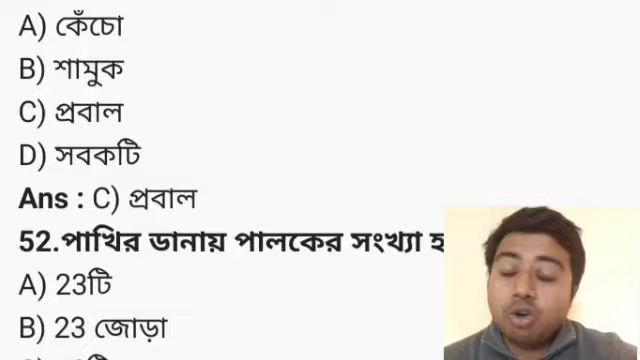 A) কেঁচো
B) শামুক
C) প্রবাল
D) সবকটি
Ans : C) প্রবাল
52.পাখির ডানায় পালকের সংখ্যা
A) 23টি
B) 23 জোড়া